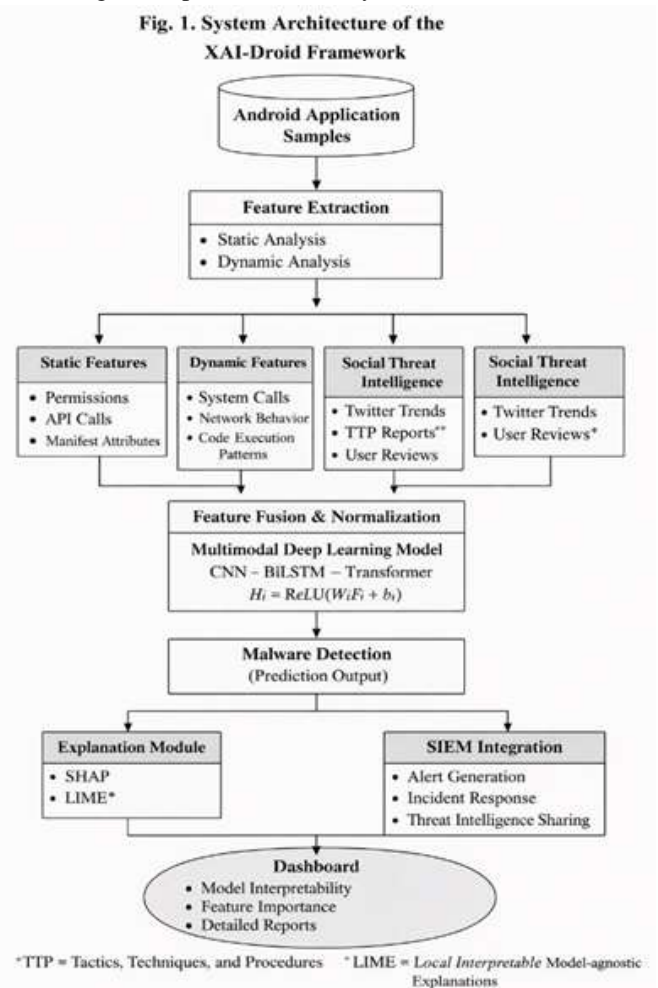 Fig. 1. System Architecture of the
XAI-Droid Framework
Android Application
Samples
Feature Extraction
• Static Analysis
• Dynamic Analysis
Static Features
• Permissions
• API Calls
• Manifest Attributes
Dynamic Features
• System Calls
• Network Behavior
• Code Execution
Patterns
Social Threat
Intelligence
• Twitter Trends
• TTP Reports**
• User Reviews
Social Threat
Intelligence
• Twitter Trends
• User Reviews*
Feature Fusion & Normalization
Multimodal Deep Learning Model
CNN – BiLSTM – Transformer
Hᵢ = ReLU(WᵢFᵢ + bᵢ)
Malware Detection
(Prediction Output)
Explanation Module
• SHAP
• LIME*
SIEM Integration
• Alert Generation
• Incident Response
• Threat Intelligence Sharing
Dashboard
• Model Interpretability
• Feature Importance
• Detailed Reports
*TTP = Tactics, Techniques, and Procedures
*LIME = Local Interpretable Model-agnostic
Explanations